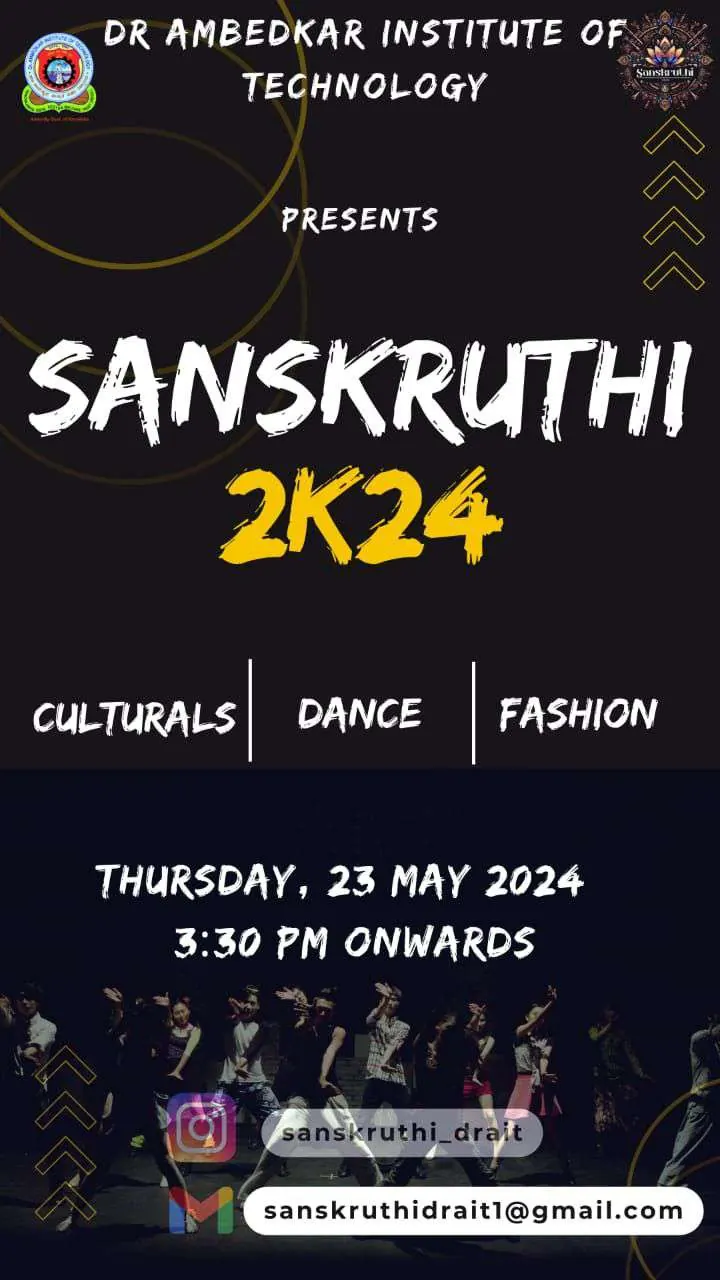 DR AMBEDKAR INSTITUTE OF
TECHNOLOGY
Sanskruthi
PRESENTS
SANSKRUTHI
2K24
CULTURALS | DANCE | FASHION
THURSDAY, 23 MAY 2024
3:30 PM ONWARDS
sanskruthi_drait
sanskruthidrait1@gmail.com